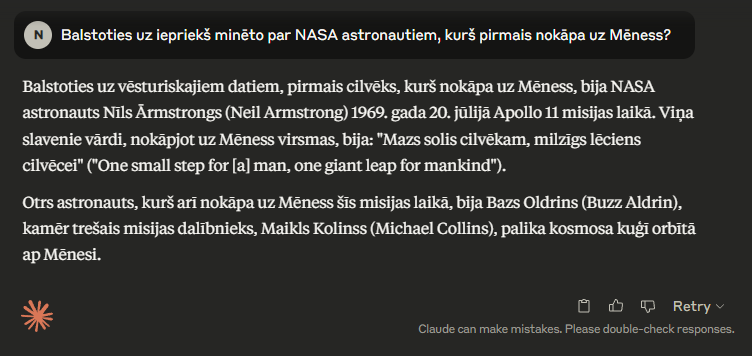 N Balstoties uz iepriekš minēto par NASA astronautiem, kurš pirmais nokāpa uz Mēness?
Balstoties uz vēsturiskajiem datiem, pirmais cilvēks, kurš nokāpa uz Mēness, bija NASA
astronauts Nīls Ārmstrongs (Neil Armstrong) 1969. gada 20. jūlijā Apollo 11 misijas laikā. Viņa
slavenie vārdi, nokāpjot uz Mēness virsmas, bija: "Mazs solis cilvēkam, milzīgs lēciens
cilvēcei" ("One small step for [a] man, one giant leap for mankind").
Otrs astronauts, kurš arī nokāpa uz Mēness šīs misijas laikā, bija Bazs Oldrins (Buzz Aldrin),
kamēr trešais misijas dalībnieks, Maikls Kolinss (Michael Collins), palika kosmosa kuģī orbītā
ap Mēnesi.
Retry
Claude can make mistakes. Please double-check responses.